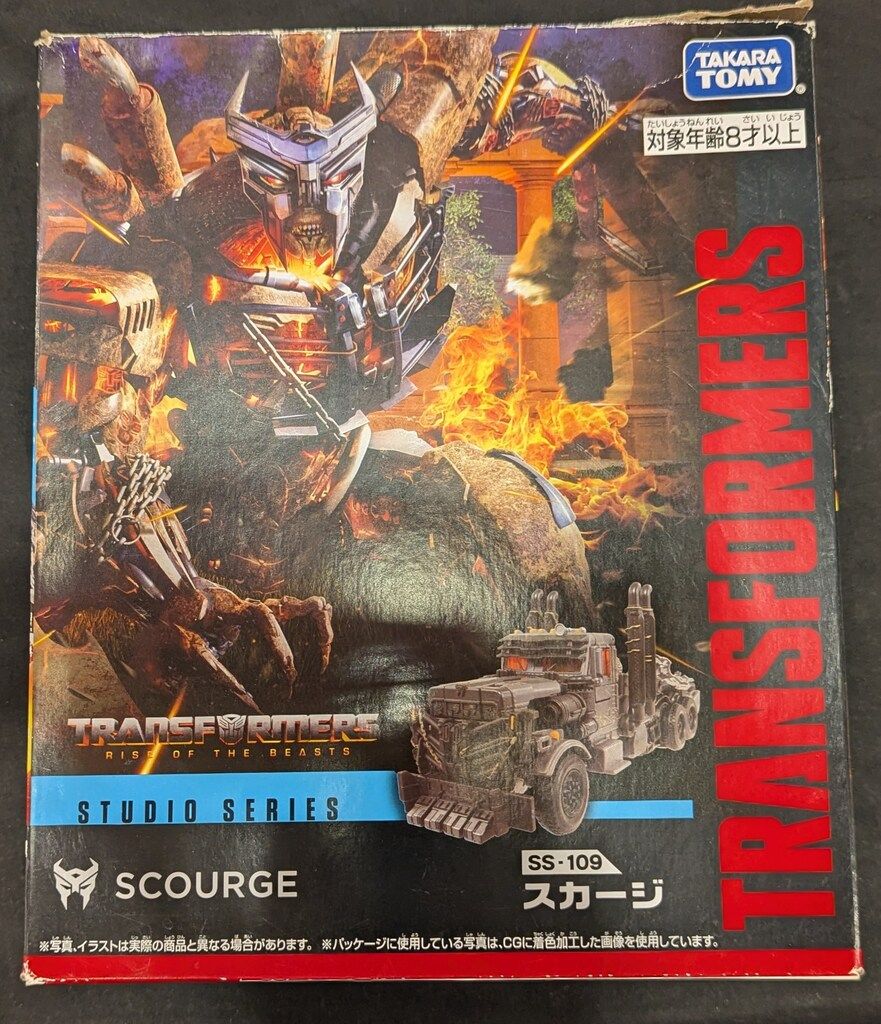 TAKARA
TOMY
たいしょうねんれい さい いじょう
対象年齢8才以上
TRANSFORMERS
TRANSFORMERS
RISE OF THE BEASTS
STUDIO SERIES
SCOURGE
SS-109
スカージ
※写真、イラストは実際の商品と異なる場合があります。 ※パッケージに使用している写真は、CGに着色加工した画像を使用しています。